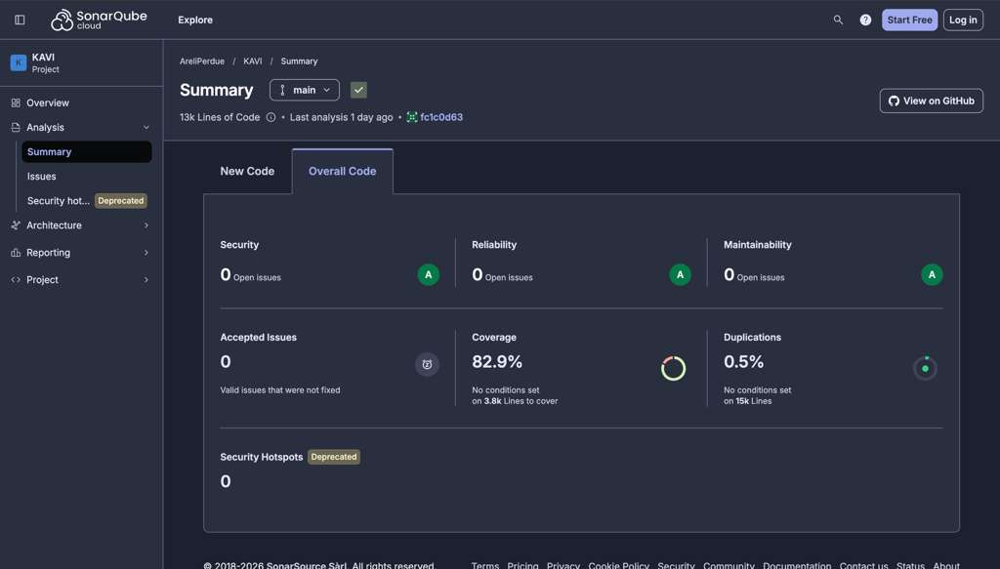 SonarQube cloud
Explore
Start Free
Log in
K
KAVI
Project
Overview
Analysis
Summary
Issues
Security hot... Deprecated
Architecture
Reporting
Project
AreliPerdue / KAVI / Summary
Summary
main
13k Lines of Code • Last analysis 1 day ago • fc1c0d63
View on GitHub
New Code
Overall Code
Security
0 Open issues
A
Reliability
0 Open issues
A
Maintainability
0 Open issues
A
Accepted Issues
0
Valid issues that were not fixed
Coverage
82.9%
No conditions set
on 3.8k Lines to cover
Duplications
0.5%
No conditions set
on 15k Lines
Security Hotspots Deprecated
0
© 2018-2026 SonarSource Sàrl. All rights reserved.
Terms Pricing Privacy Cookie Policy Security Community Documentation Contact us Status About